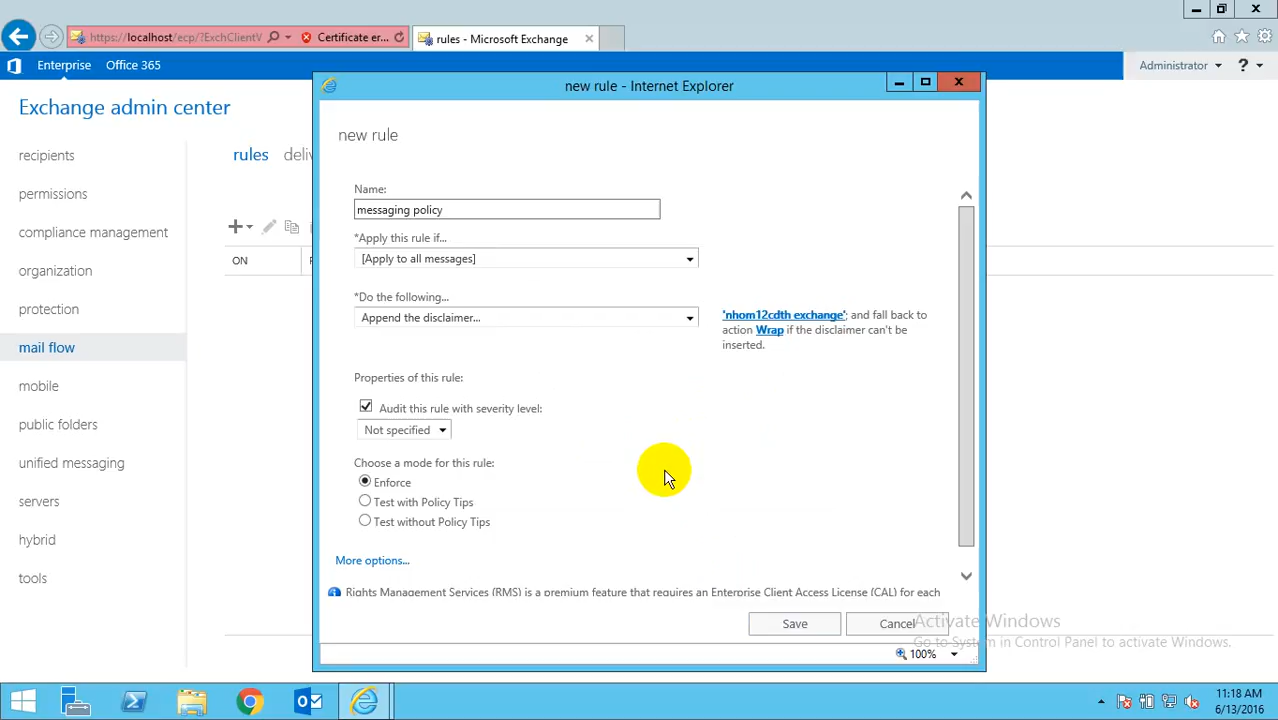 https://localhost/ecp/?ExchClientV
Certificate er...
rules - Microsoft Exchange
Enterprise
Office 365
Administrator
?
Exchange admin center
new rule - Internet Explorer
new rule
recipients
permissions
compliance management
organization
protection
mail flow
mobile
public folders
unified messaging
servers
hybrid
tools
rules
ON
Name:
messaging policy
*Apply this rule if...
[Apply to all messages]
*Do the following...
Append the disclaimer...
'nhom12cdth exchange'; and fall back to
action Wrap if the disclaimer can't be
inserted.
Properties of this rule:
Audit this rule with severity level:
Not specified
Choose a mode for this rule:
Enforce
Test with Policy Tips
Test without Policy Tips
More options...
Rights Management Services (RMS) is a premium feature that requires an Enterprise Client Access License (CAL) for each
Save
Cancel
Activate Windows
Go to System in Control Panel to activate Windows.
100%
11:18 AM
6/13/2016